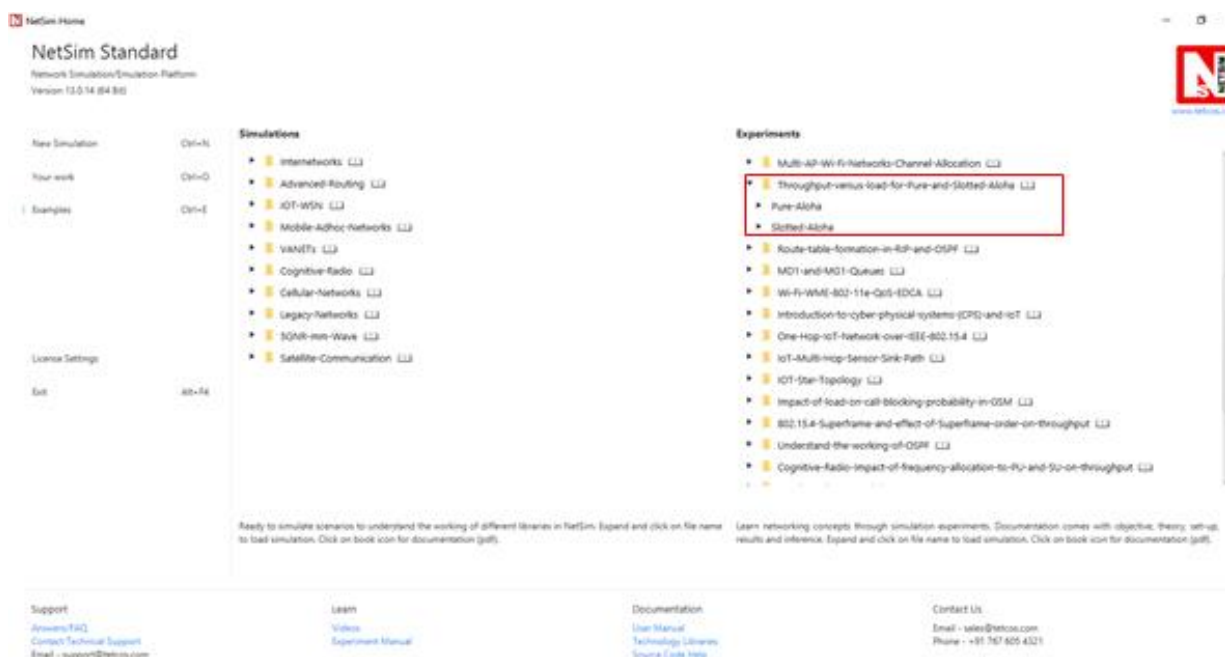 NetSim Home
NetSim Standard
Network Simulation/Emulation Platform
Version 13.0.14 (64 Bit)
www.tetcos.c
New Simulation Ctrl+N
Your work Ctrl+O
Examples Ctrl+E
License Settings
Exit Alt+F4
Simulations
Internetworks
Advanced-Routing
IOT-WSN
Mobile-Adhoc-Networks
VANETs
Cognitive-Radio
Cellular-Networks
Legacy-Networks
5GNR-mm-Wave
Satellite-Communication
Ready to simulate scenarios to understand the working of different libraries in NetSim. Expand and click on file name
to load simulation. Click on book icon for documentation (pdf).
Experiments
Multi-AP-Wi-Fi-Networks-Channel-Allocation
Throughput-versus-load-for-Pure-and-Slotted-Aloha
Pure-Aloha
Slotted-Aloha
Route-table-formation-in-RIP-and-OSPF
MD1-and-MG1-Queues
Wi-Fi-WME-802-11e-QoS-EDCA
Introduction-to-cyber-physical-systems-(CPS)-and-IoT
One-Hop-IoT-Network-over-IEEE-802.15.4
IoT-Multi-Hop-Sensor-Sink-Path
IOT-Star-Topology
Impact-of-load-on-call-blocking-probability-in-GSM
802.15.4-Superframe-and-effect-of-Superframe-order-on-throughput
Understand-the-working-of-OSPF
Cognitive-Radio-Impact-of-frequency-allocation-to-PU-and-SU-on-throughput
Learn networking concepts through simulation experiments. Documentation comes with objective, theory, set-up,
results and inference. Expand and click on file name to load simulation. Click on book icon for documentation (pdf).
Support
Answers/FAQ
Contact Technical Support
Email - support@tetcos.com
Learn
Videos
Experiment Manual
Documentation
User Manual
Technology Libraries
Source Code Help
Contact Us
Email - sales@tetcos.com
Phone - +91 767 605 4321